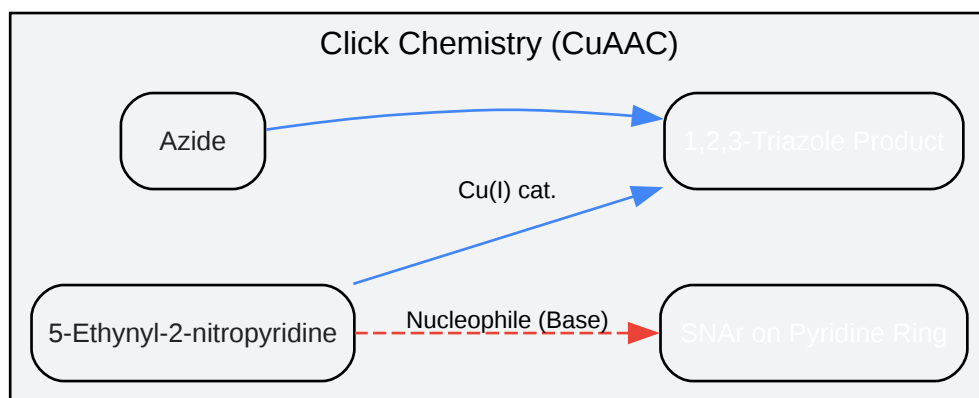 Click Chemistry (CuAAC)
Azide
1,2,3-Triazole Product
Cu(I) cat.
5-Ethynyl-2-nitropyridine
Nucleophile (Base)
SNAr on Pyridine Ring